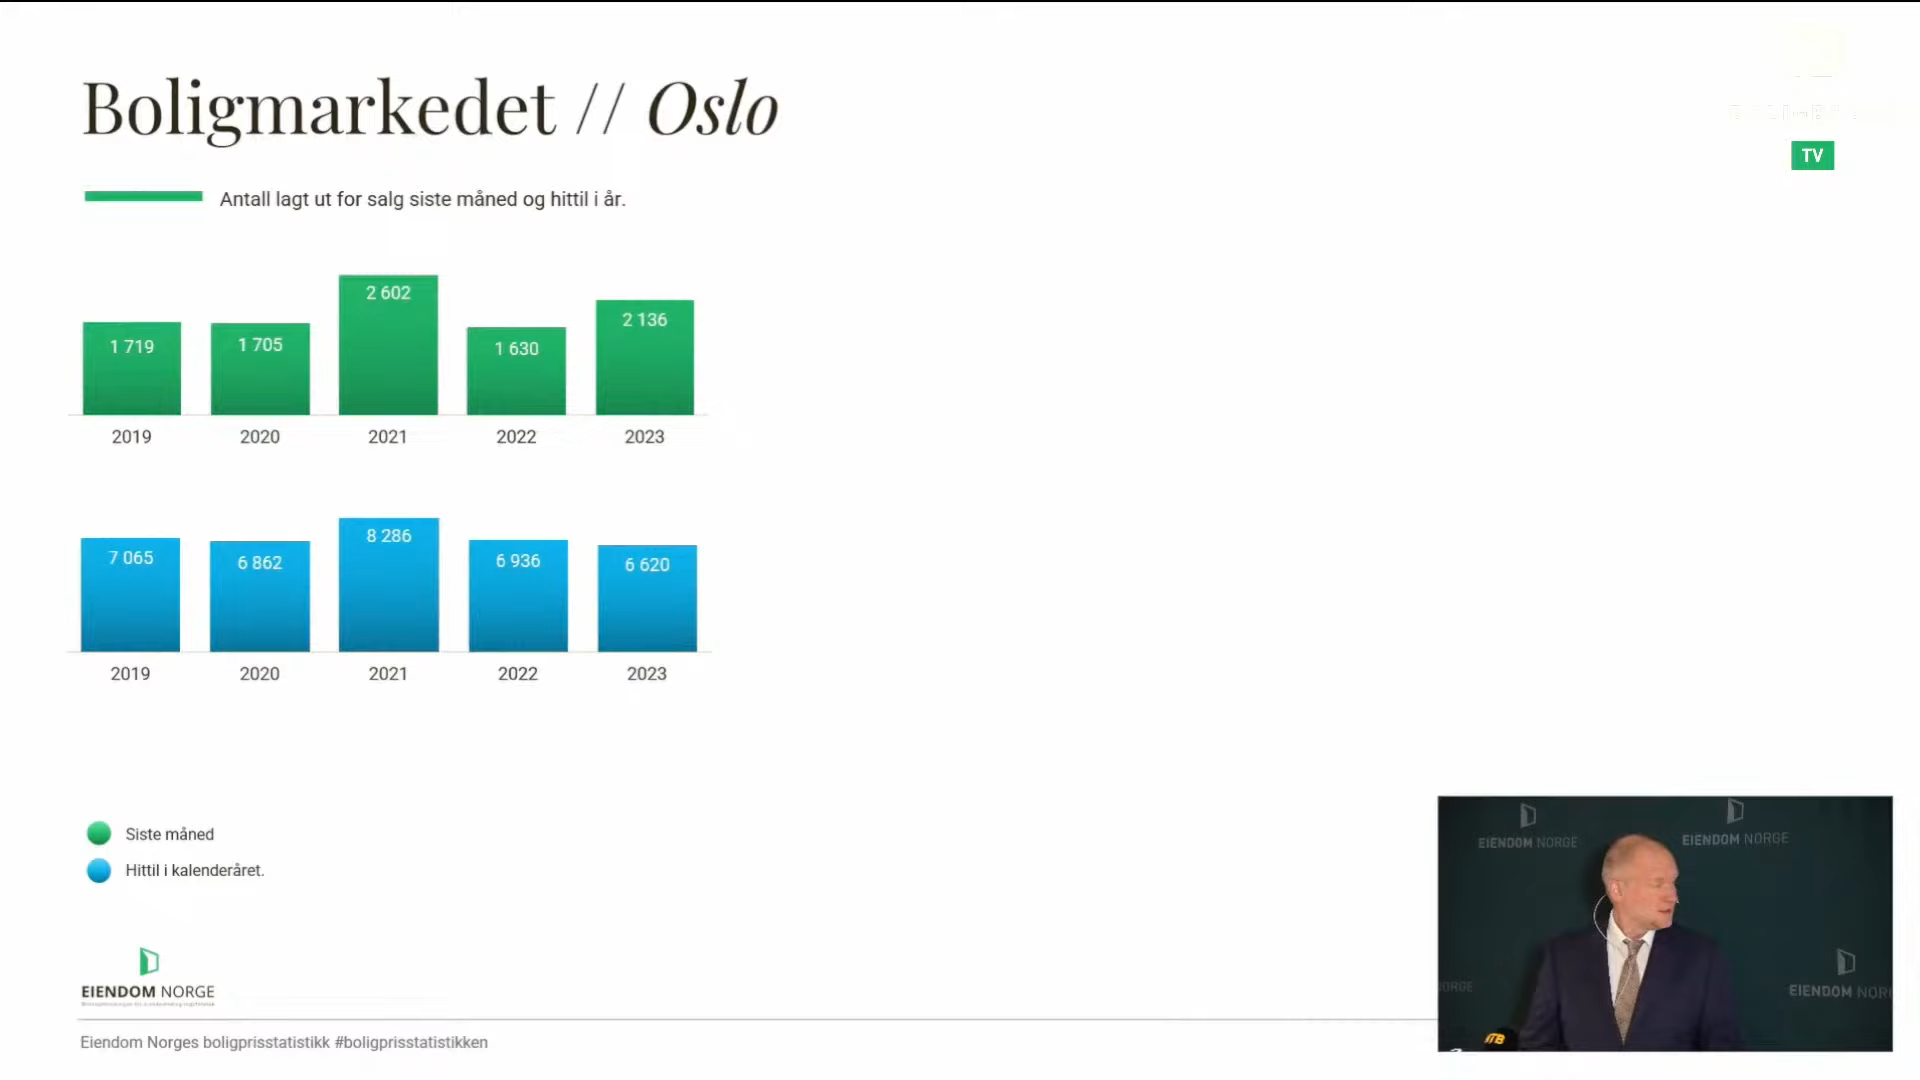 Boligmarkedet // Oslo
TV
Antall lagt ut for salg siste måned og hittil i år.
1 719
1 705
2 602
1 630
2 136
2019
2020
2021
2022
2023
7 065
6 862
8 286
6 936
6 620
2019
2020
2021
2022
2023
Siste måned
Hittil i kalenderåret.
EIENDOM NORGE
Eiendom Norges boligprisstatistikk #boligprisstatistikken
EIENDOM NORGE
EIENDOM NORGE
ORGE
EIENDOM NOR